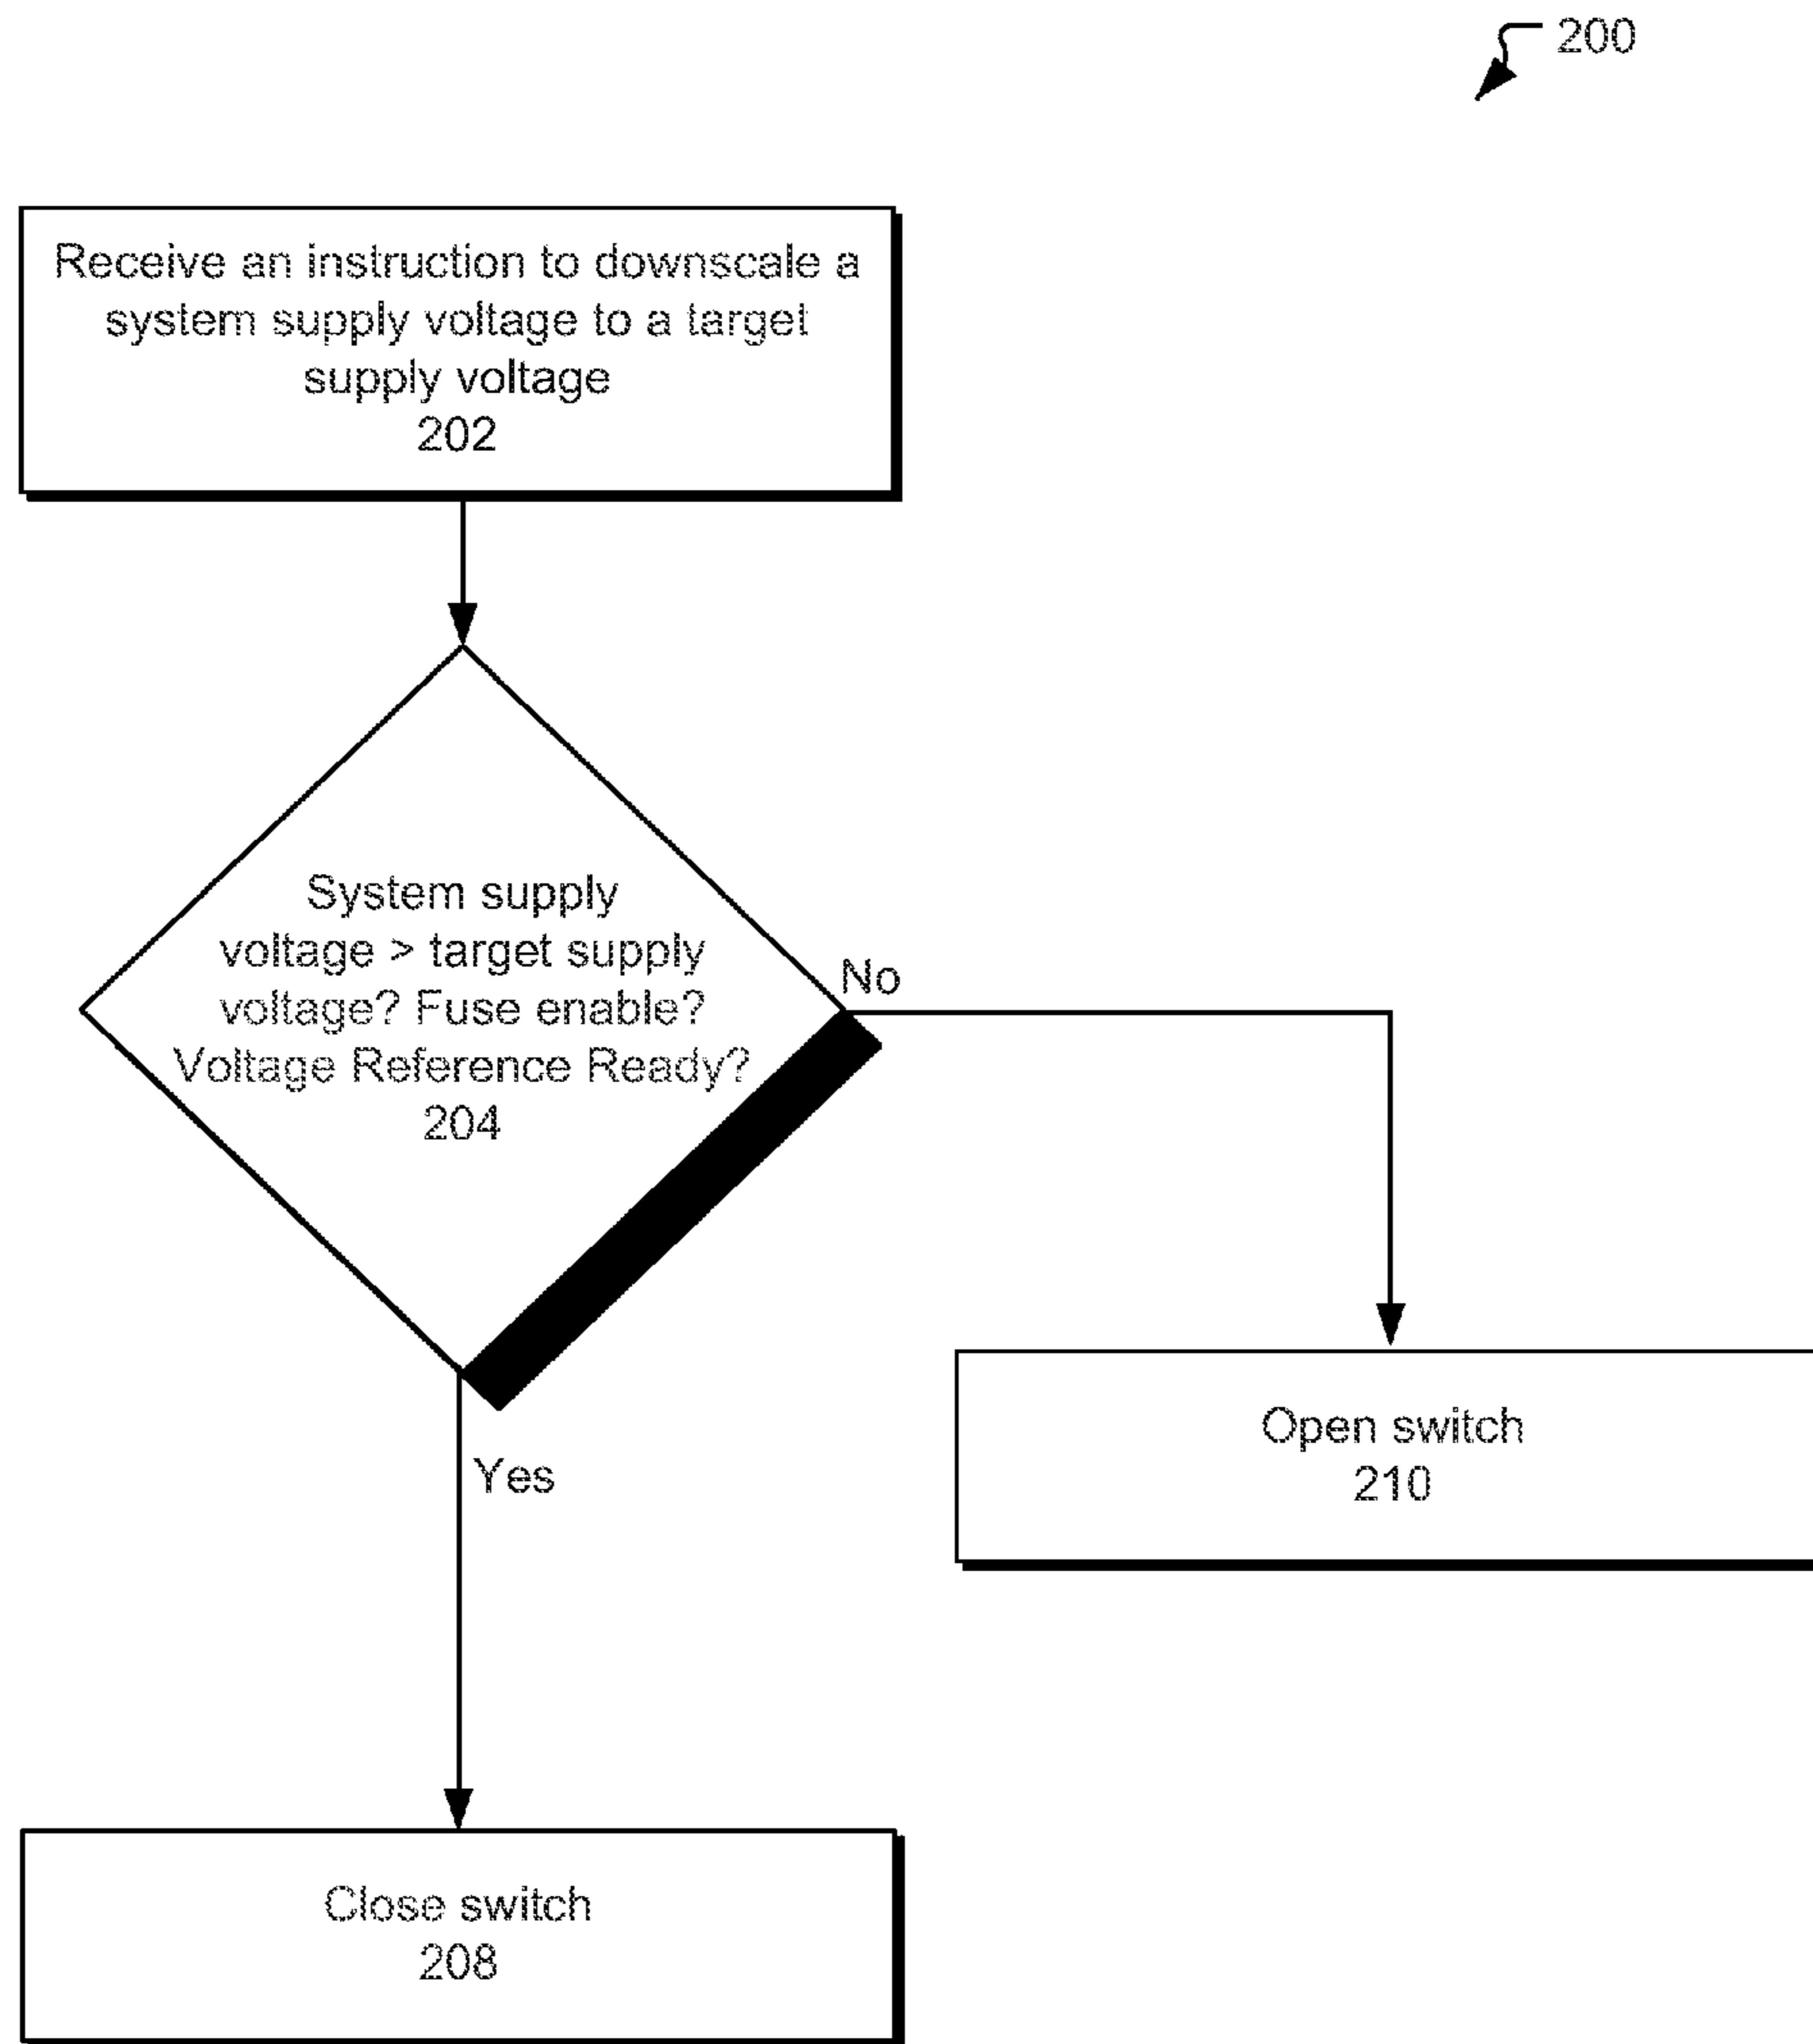 200
Receive an instruction to downscale a
system supply voltage to a target
supply voltage
202
System supply
voltage > target supply
voltage? Fuse enable?
Voltage Reference Ready?
204
No
Open switch
210
Yes
Close switch
208